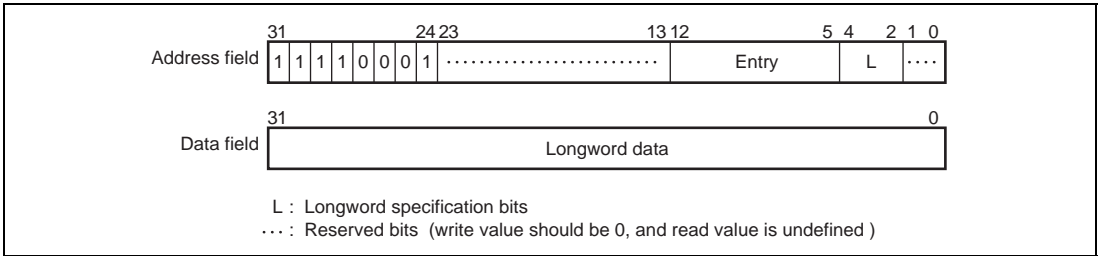 31 24 23 13 12 5 4 2 1 0
Address field 1 1 1 1 0 0 0 1 ·························· Entry L ····
31 0
Data field Longword data
L : Longword specification bits
··· : Reserved bits (write value should be 0, and read value is undefined )